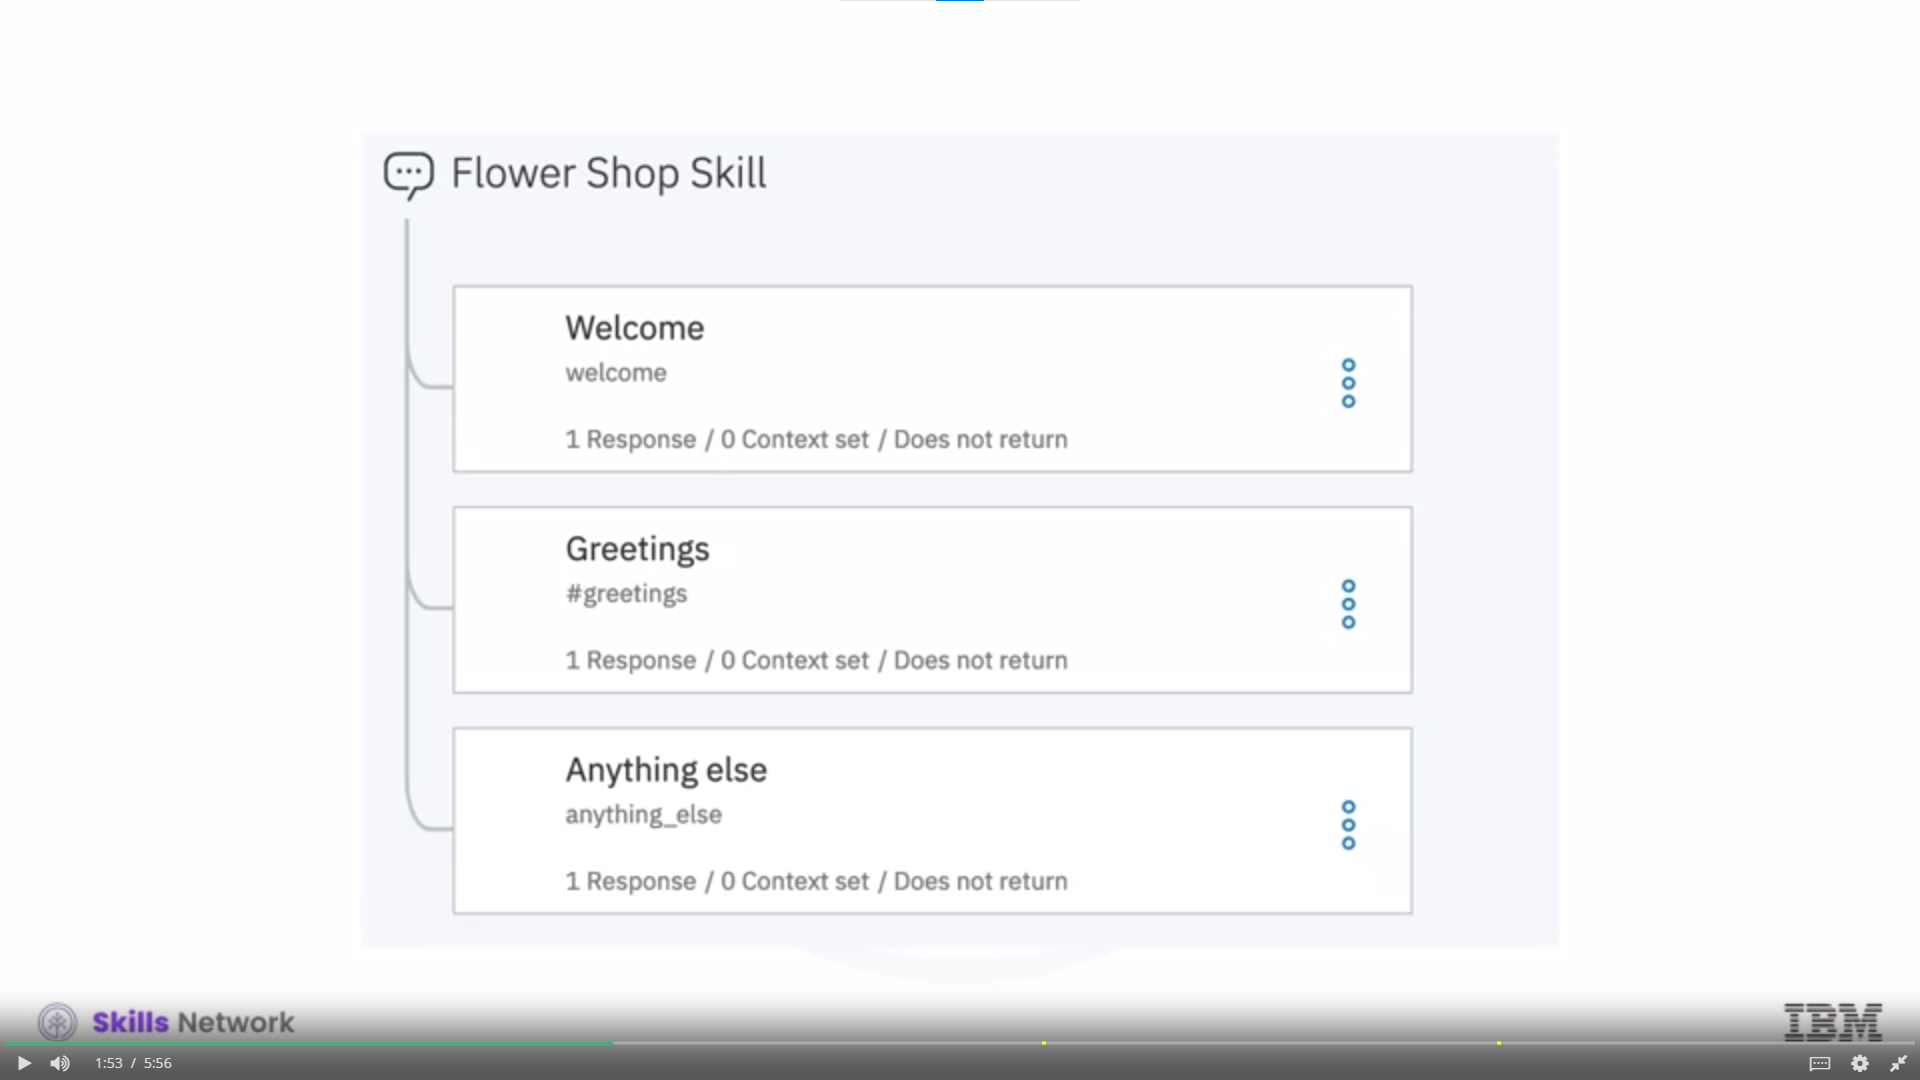 Flower Shop Skill
Welcome
welcome
1 Response / 0 Context set / Does not return
Greetings
#greetings
1 Response / 0 Context set / Does not return
Anything else
anything_else
1 Response / 0 Context set / Does not return
Skills Network
IBM
1:53 / 5:56